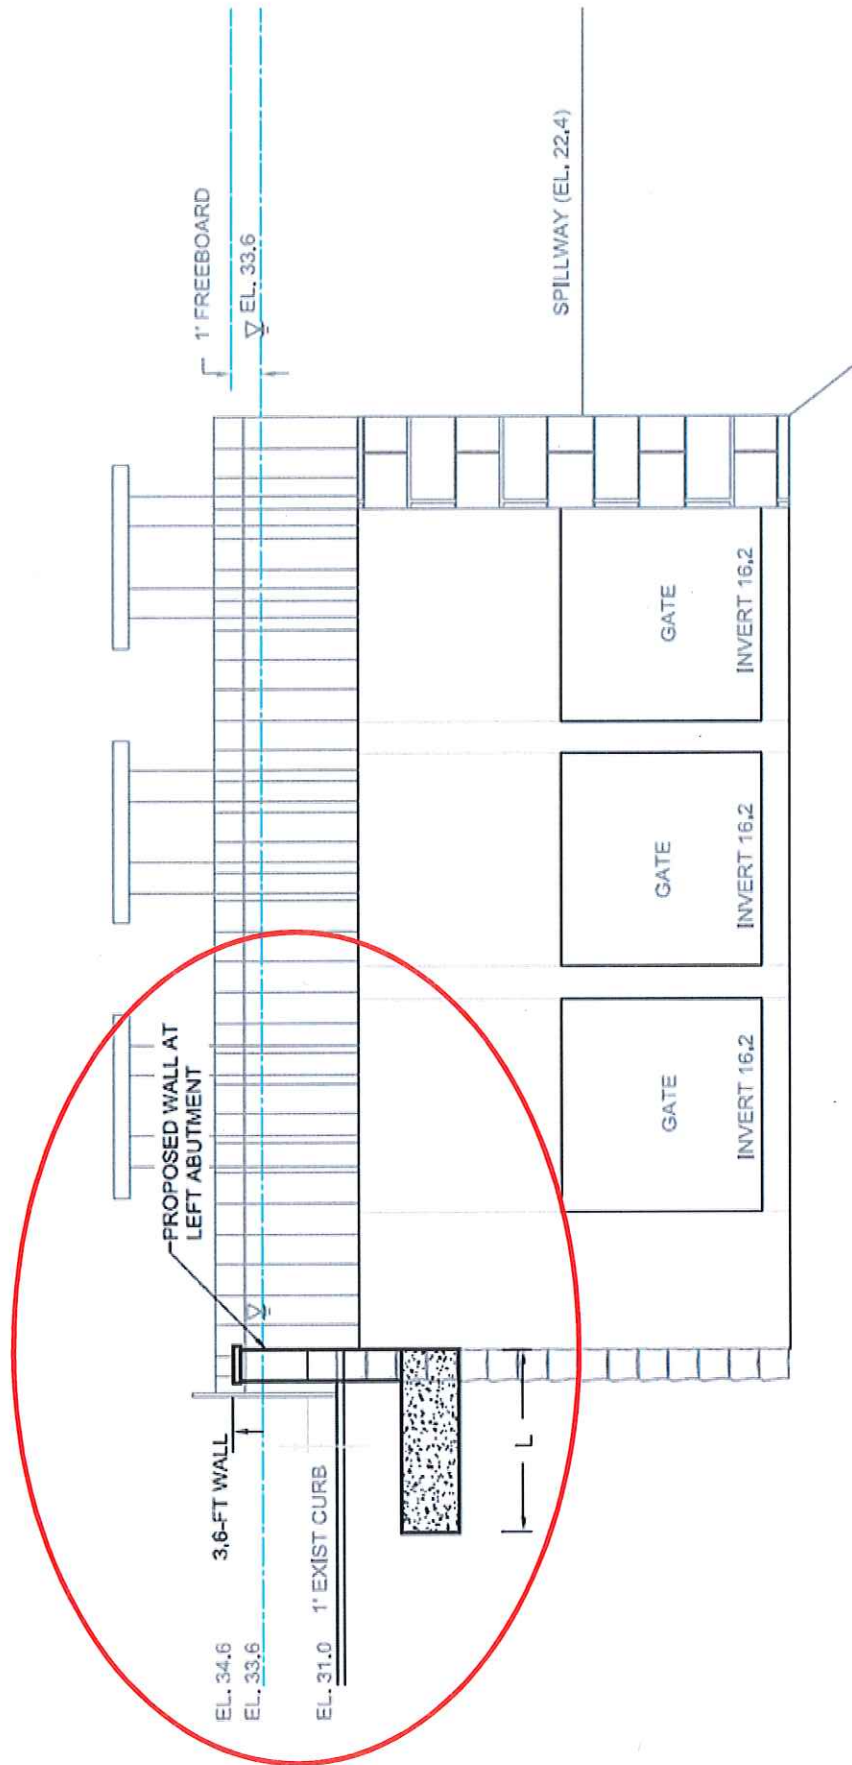 1' FREEBOARD
EL. 33.6
SPILLWAY (EL. 22.4)
GATE
INVERT 16.2
GATE
INVERT 16.2
GATE
INVERT 16.2
PROPOSED WALL AT
LEFT ABUTMENT
3.6-FT WALL
1' EXIST CURB
EL. 34.6
EL. 33.6
EL. 31.0
L